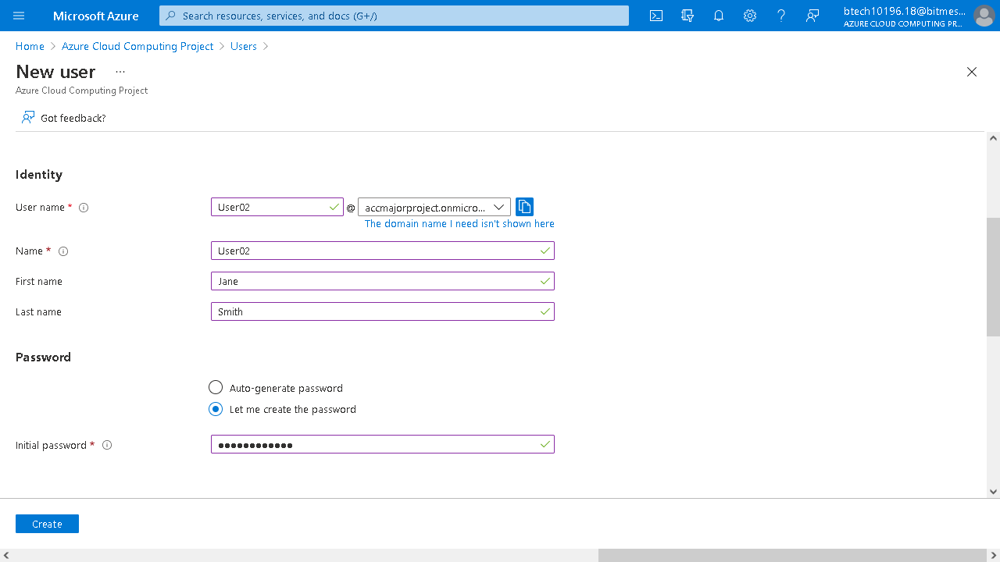 Microsoft Azure
Search resources, services, and docs (G+/)
btech10196.18@bitmes...
AZURE CLOUD COMPUTING PR...
Home > Azure Cloud Computing Project > Users >
New user ...
Azure Cloud Computing Project
Got feedback?
Identity
User name * User02 @ accmajorproject.onmicro...
The domain name I need isn't shown here
Name * User02
First name Jane
Last name Smith
Password
Auto-generate password
Let me create the password
Initial password * ●●●●●●●●●●●●
Create